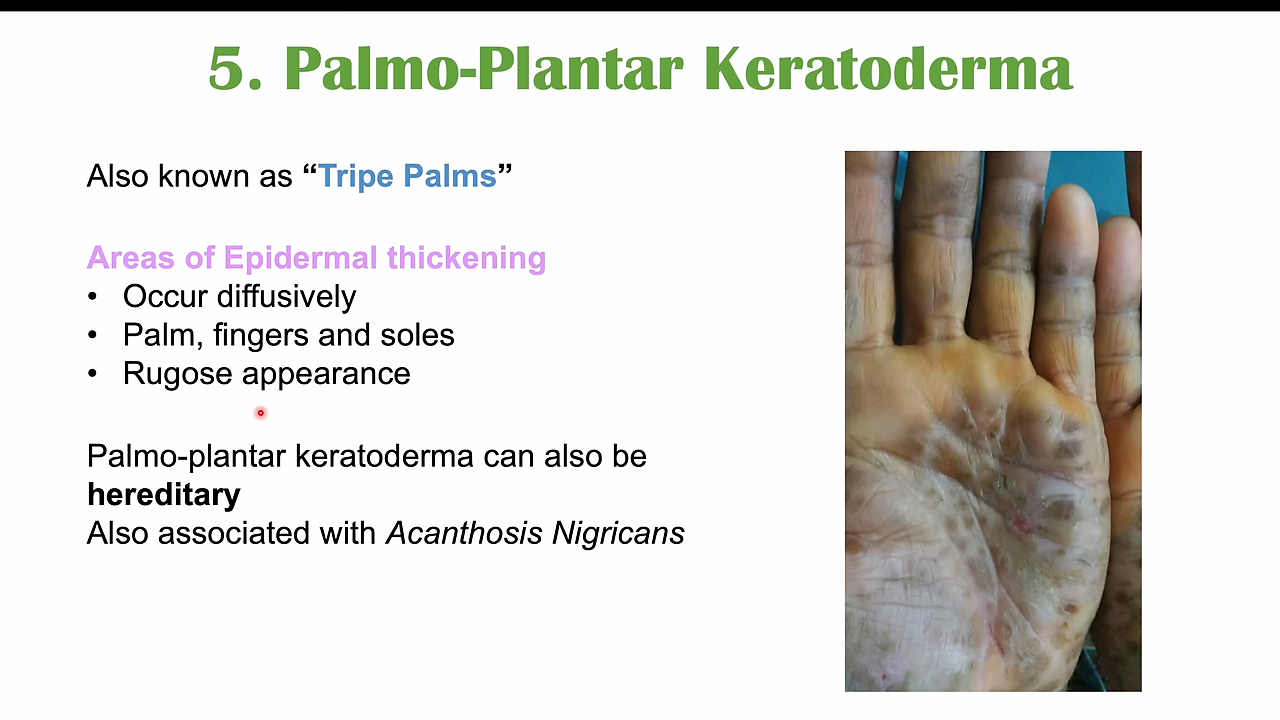 5. Palmo-Plantar Keratoderma
Also known as “Tripe Palms”
Areas of Epidermal thickening
• Occur diffusively
• Palm, fingers and soles
• Rugose appearance
Palmo-plantar keratoderma can also be
hereditary
Also associated with Acanthosis Nigricans